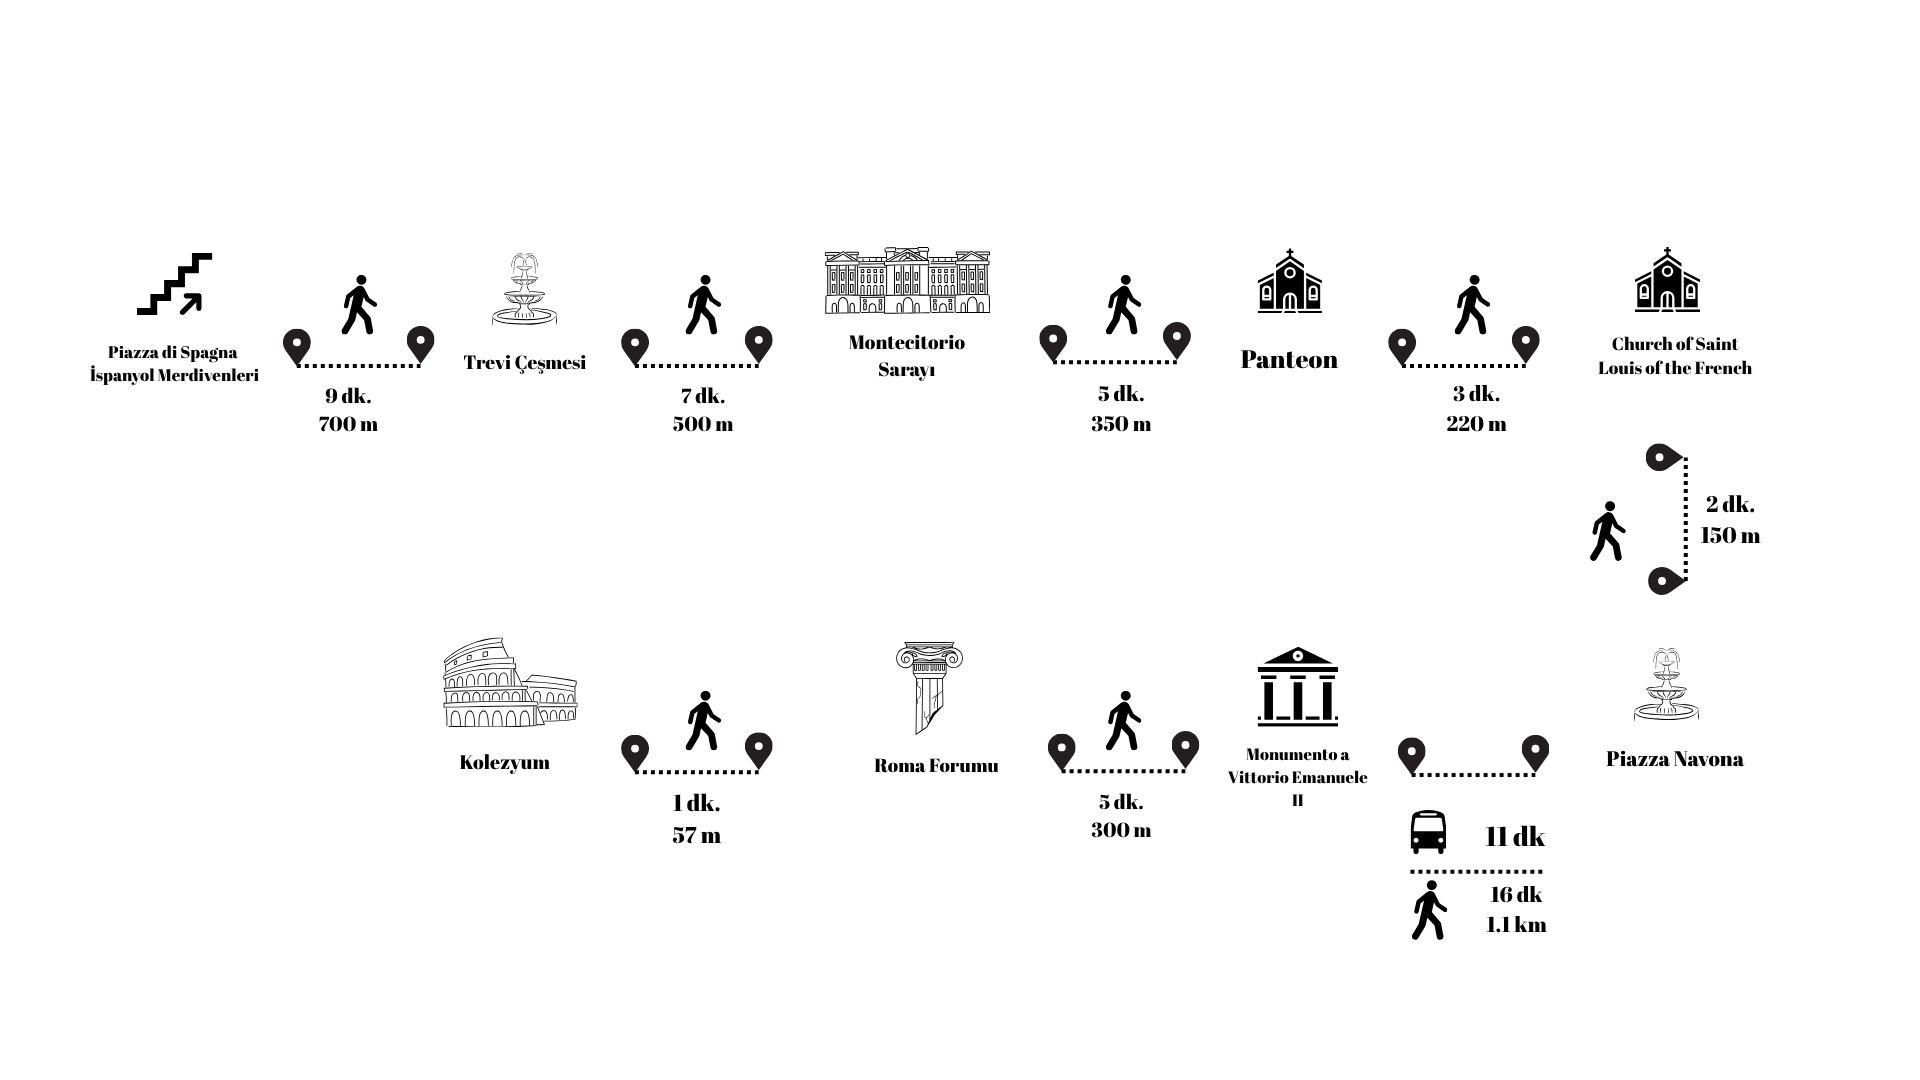 Piazza di Spagna
İspanyol Merdivenleri
9 dk.
700 m
Trevi Çeşmesi
7 dk.
500 m
Montecitorio
Sarayı
5 dk.
350 m
Panteon
3 dk.
220 m
Church of Saint
Louis of the French
2 dk.
150 m
Piazza Navona
11 dk
16 dk
1.1 km
Monumento a
Vittorio Emanuele
II
5 dk.
300 m
Roma Forumu
1 dk.
57 m
Kolezyum